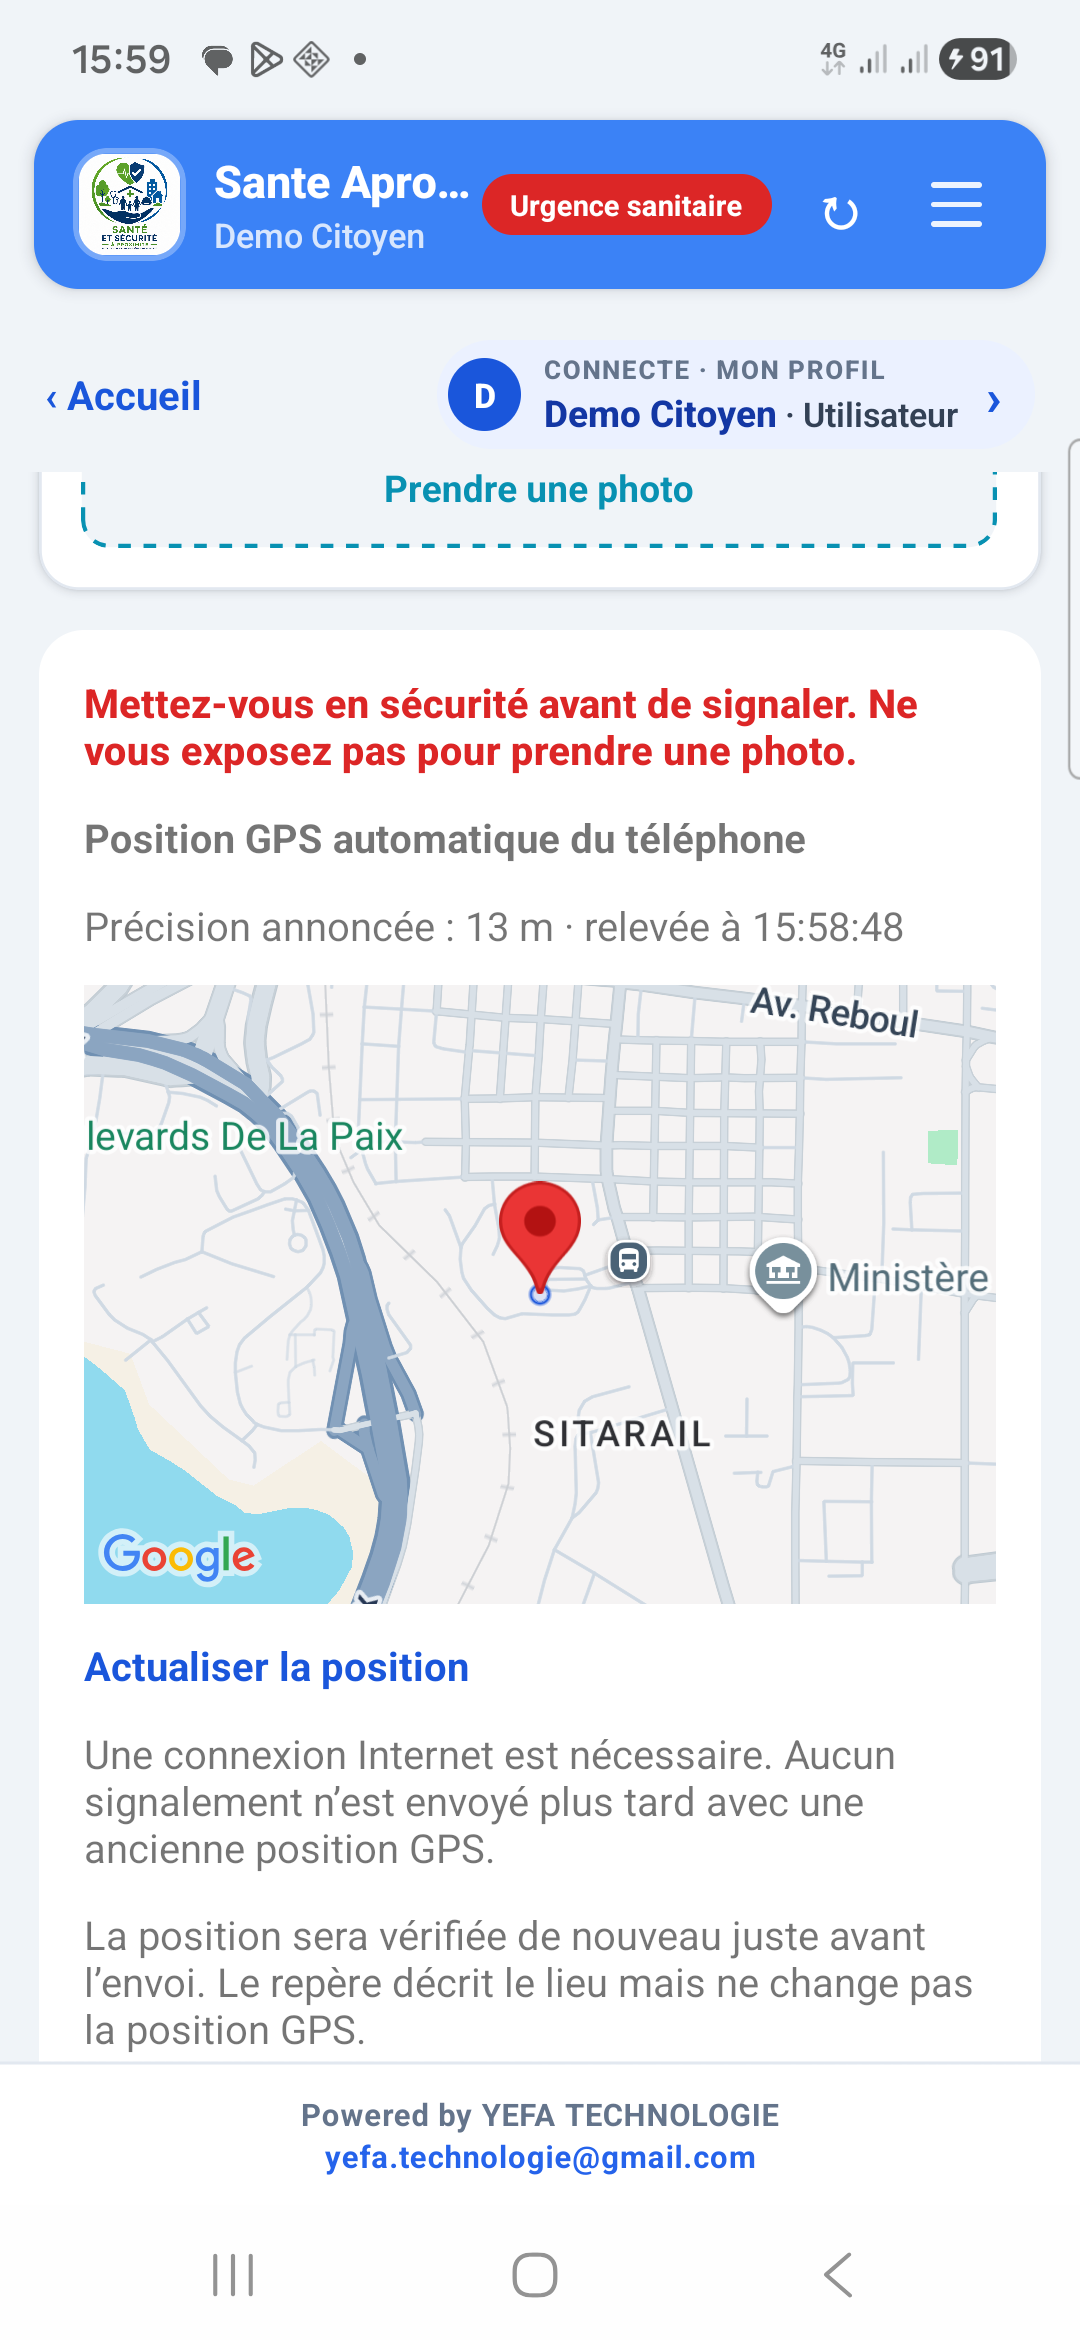 15:59
4G
91
SANTÉ
ET SÉCURITÉ
À PROXIMITÉ
Sante Apro...
Demo Citoyen
Urgence sanitaire
‹ Accueil
D
CONNECTE · MON PROFIL
Demo Citoyen · Utilisateur ›
Prendre une photo
Mettez-vous en sécurité avant de signaler. Ne
vous exposez pas pour prendre une photo.
Position GPS automatique du téléphone
Précision annoncée : 13 m · relevée à 15:58:48
Av. Reboul
levards De La Paix
Ministère
SITARAIL
Google
Actualiser la position
Une connexion Internet est nécessaire. Aucun
signalement n’est envoyé plus tard avec une
ancienne position GPS.
La position sera vérifiée de nouveau juste avant
l’envoi. Le repère décrit le lieu mais ne change pas
la position GPS.
Powered by YEFA TECHNOLOGIE
yefa.technologie@gmail.com